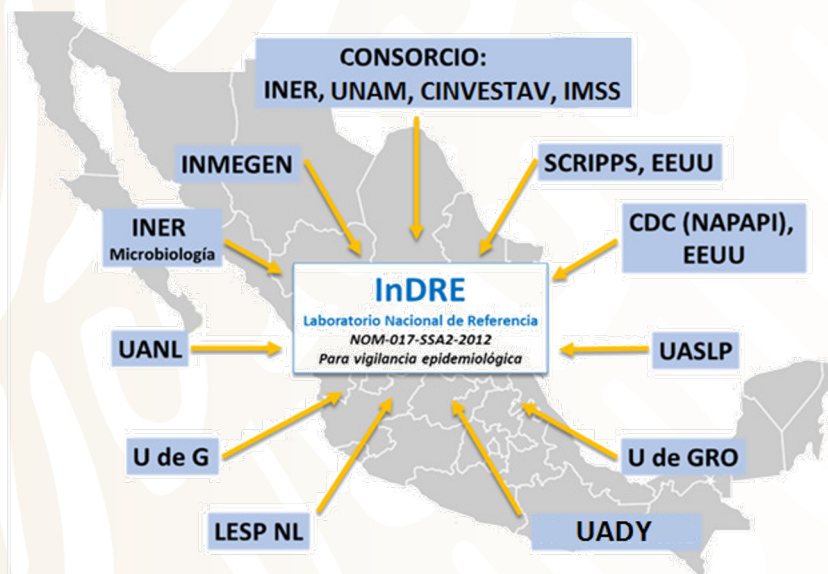 CONSORCIO:
INER, UNAM, CINVESTAV, IMSS
INMEGEN
SCRIPPS, EEUU
INER
Microbiología
CDC (NAPAPI),
EEUU
InDRE
Laboratorio Nacional de Referencia
NOM-017-SSA2-2012
Para vigilancia epidemiológica
UANL
UASLP
U de G
U de GRO
LESP NL
UADY